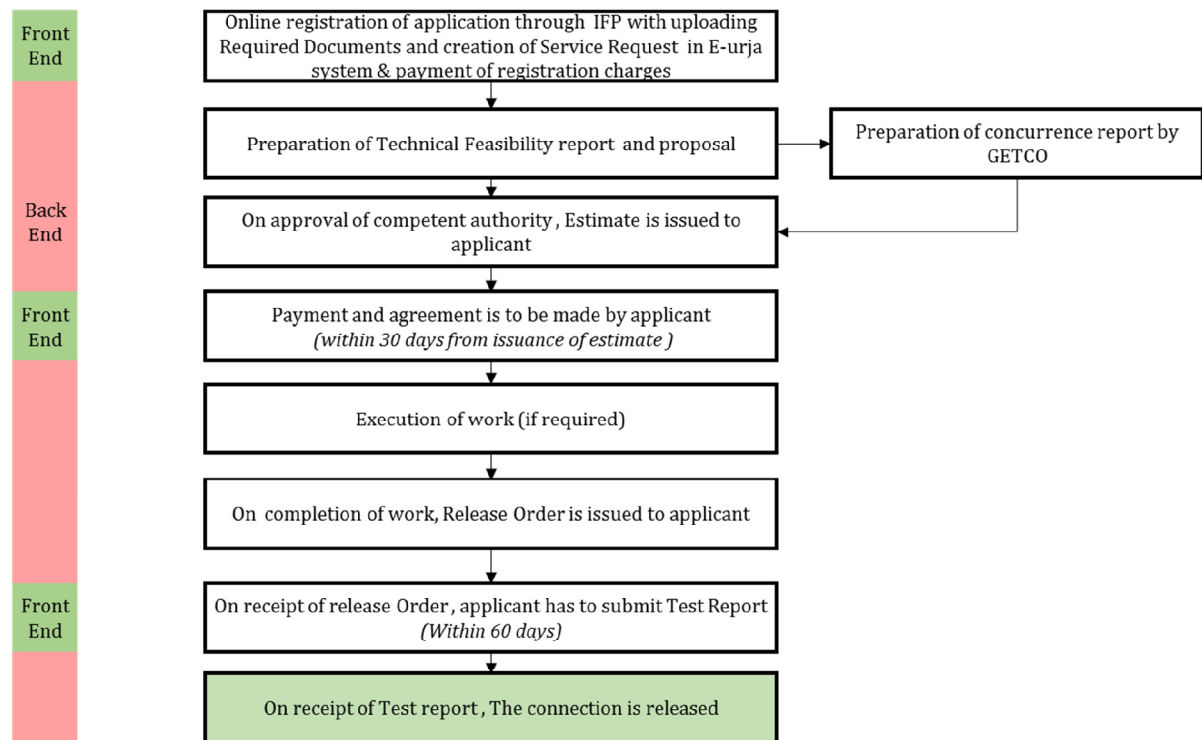 Front
End
Online registration of application through IFP with uploading
Required Documents and creation of Service Request in E-urja
system & payment of registration charges
Preparation of Technical Feasibility report and proposal
Preparation of concurrence report by
GETCO
Back
End
On approval of competent authority , Estimate is issued to
applicant
Front
End
Payment and agreement is to be made by applicant
(within 30 days from issuance of estimate )
Execution of work (if required)
On completion of work, Release Order is issued to applicant
Front
End
On receipt of release Order , applicant has to submit Test Report
(Within 60 days)
On receipt of Test report , The connection is released